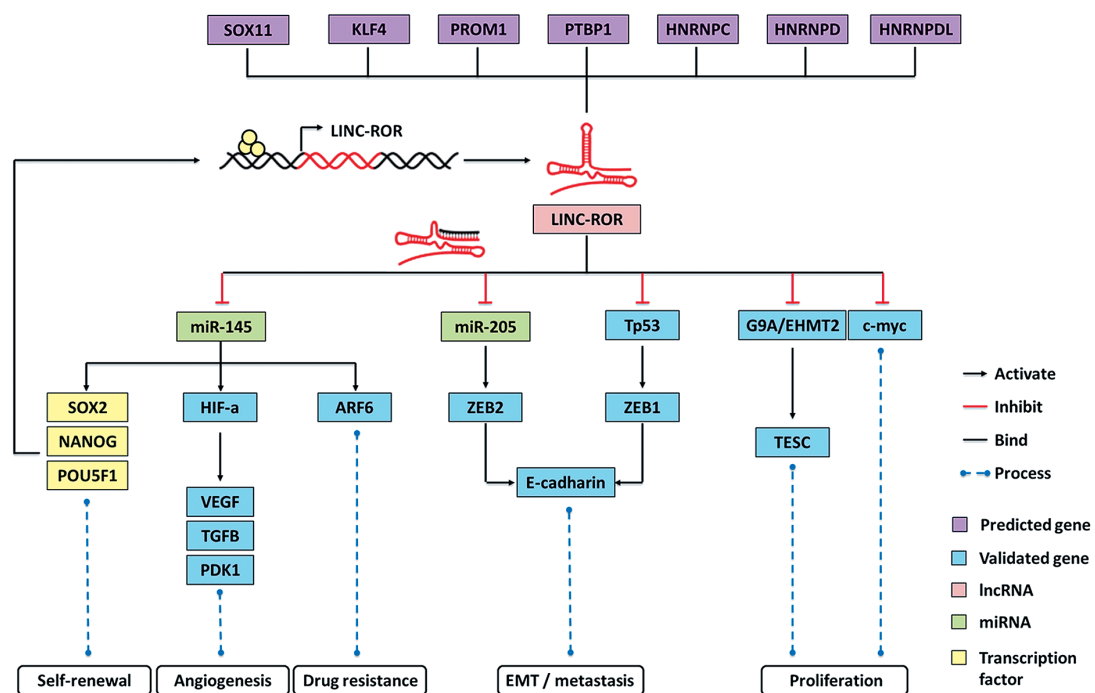 SOX11
KLF4
PROM1
PTBP1
HNRNPC
HNRNPD
HNRNPDL
LINC-ROR
LINC-ROR
miR-145
miR-205
Tp53
G9A/EHMT2
c-myc
SOX2
NANOG
POU5F1
HIF-a
ARF6
ZEB2
ZEB1
TESC
VEGF
TGFB
PDK1
E-cadharin
Activate
Inhibit
Bind
Process
Predicted gene
Validated gene
lncRNA
miRNA
Transcription
factor
Self-renewal
Angiogenesis
Drug resistance
EMT / metastasis
Proliferation